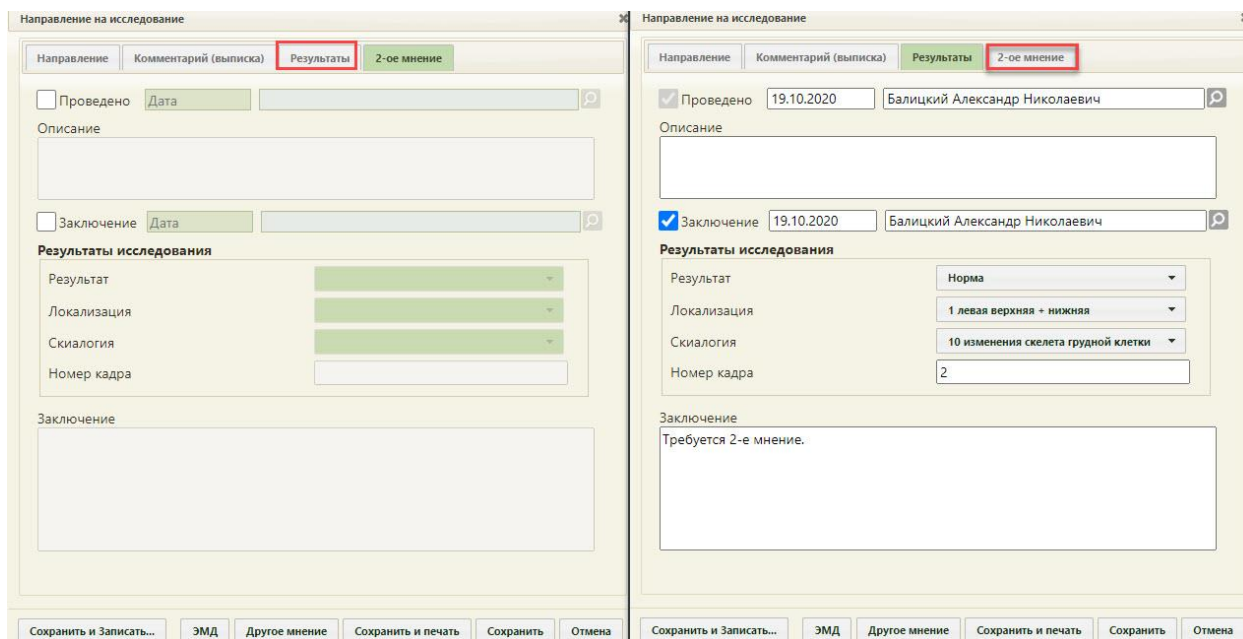 Направление на исследование
Направление Комментарий (выписка) Результаты 2-ое мнение
Проведено Дата
Описание
Заключение Дата
Результаты исследования
Результат
Локализация
Скиалогия
Номер кадра
Заключение
Сохранить и Записать... ЭМД Другое мнение Сохранить и печать Сохранить Отмена
Направление на исследование
Направление Комментарий (выписка) Результаты 2-ое мнение
Проведено 19.10.2020 Балицкий Александр Николаевич
Описание
Заключение 19.10.2020 Балицкий Александр Николаевич
Результаты исследования
Результат Норма
Локализация 1 левая верхняя + нижняя
Скиалогия 10 изменения скелета грудной клетки
Номер кадра 2
Заключение
Требуется 2-е мнение.
Сохранить и Записать... ЭМД Другое мнение Сохранить и печать Сохранить Отмена